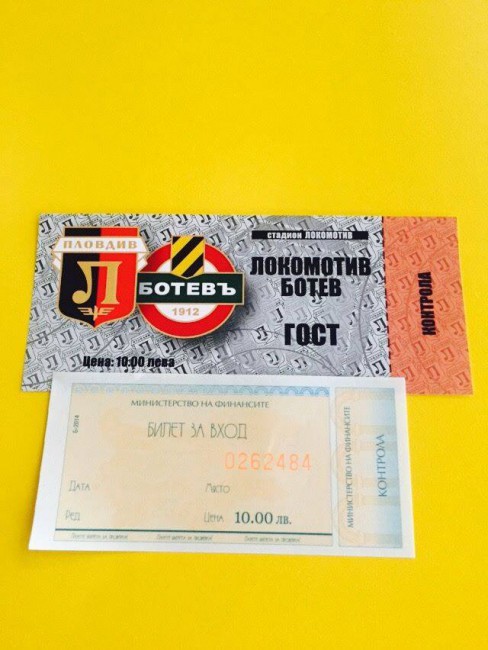 стадион ЛОКОМОТИВ
ПЛОВДИВ
Л
БОТЕВЪ
1912
ЛОКОМОТИВ
БОТЕВ
ГОСТ
Цена: 10:00 лева
КОНТРОЛА
МИНИСТЕРСТВО НА ФИНАНСИТЕ
БИЛЕТ ЗА ВХОД
0262484
ДАТА
МЯСТО
РЕД
ЦЕНА 10.00 ЛВ.
МИНИСТЕРСТВО НА ФИНАНСИТЕ
КОНТРОЛА